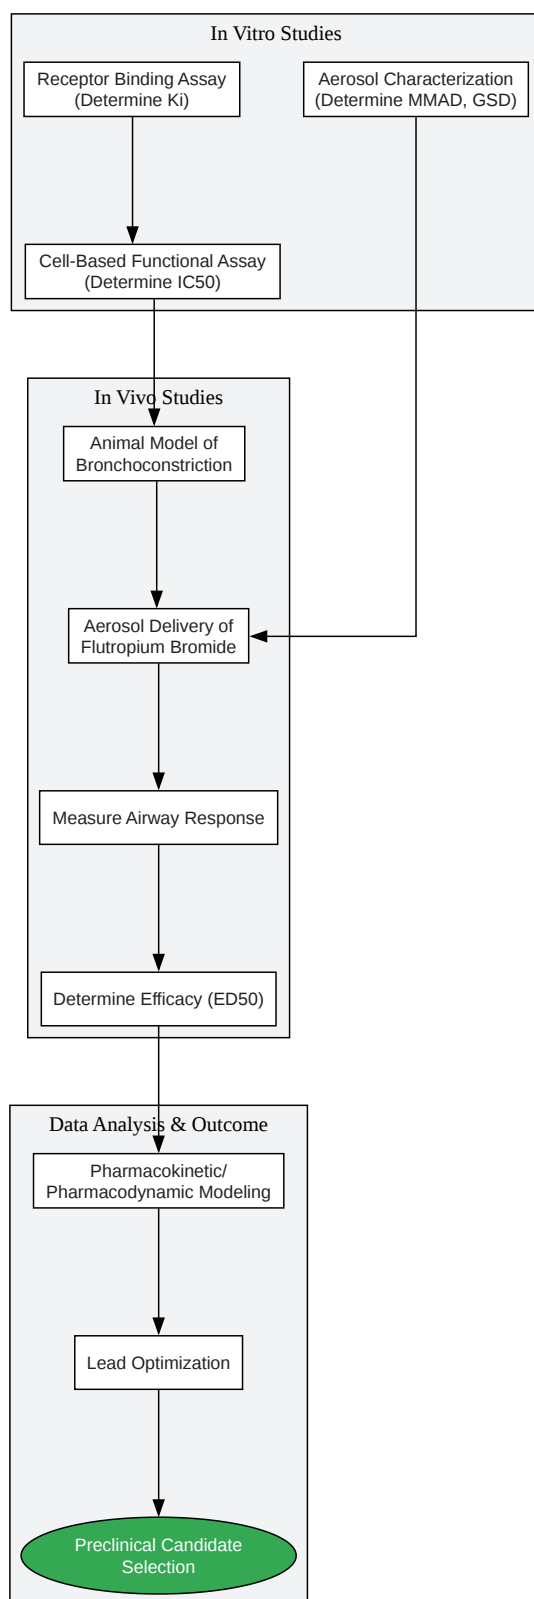 In Vitro Studies
Receptor Binding Assay
(Determine Ki)
Aerosol Characterization
(Determine MMAD, GSD)
Cell-Based Functional Assay
(Determine IC50)
In Vivo Studies
Animal Model of
Bronchoconstriction
Aerosol Delivery of
Flutropium Bromide
Measure Airway Response
Determine Efficacy (ED50)
Data Analysis & Outcome
Pharmacokinetic/
Pharmacodynamic Modeling
Lead Optimization
Preclinical Candidate
Selection